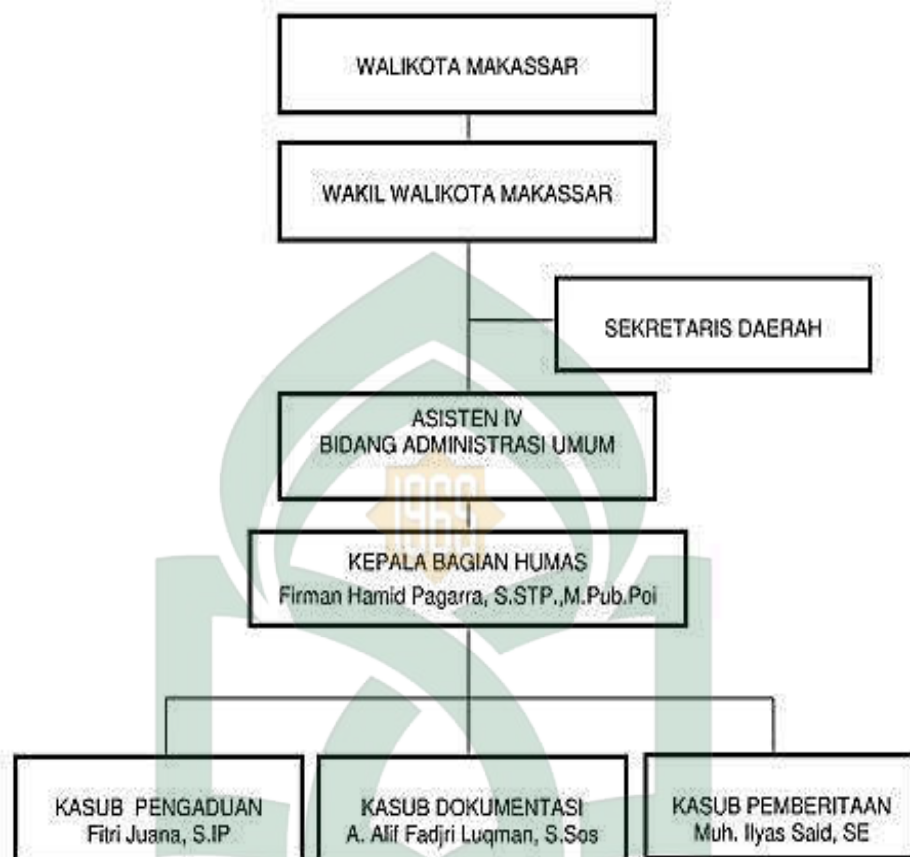 WALIKOTA MAKASSAR
WAKIL WALIKOTA MAKASSAR
SEKRETARIS DAERAH
ASISTEN IV
BIDANG ADMINISTRASI UMUM
1965
KEPALA BAGIAN HUMAS
Firman Hamid Pagarra, S.STP.,M.Pub.Pol
KASUB PENGADUAN
Fitri Juana, S.IP
KASUB DOKUMENTASI
A. Alif Fadjri Luqman, S.Sos
KASUB PEMBERITAAN
Muh. Ilyas Said, SE